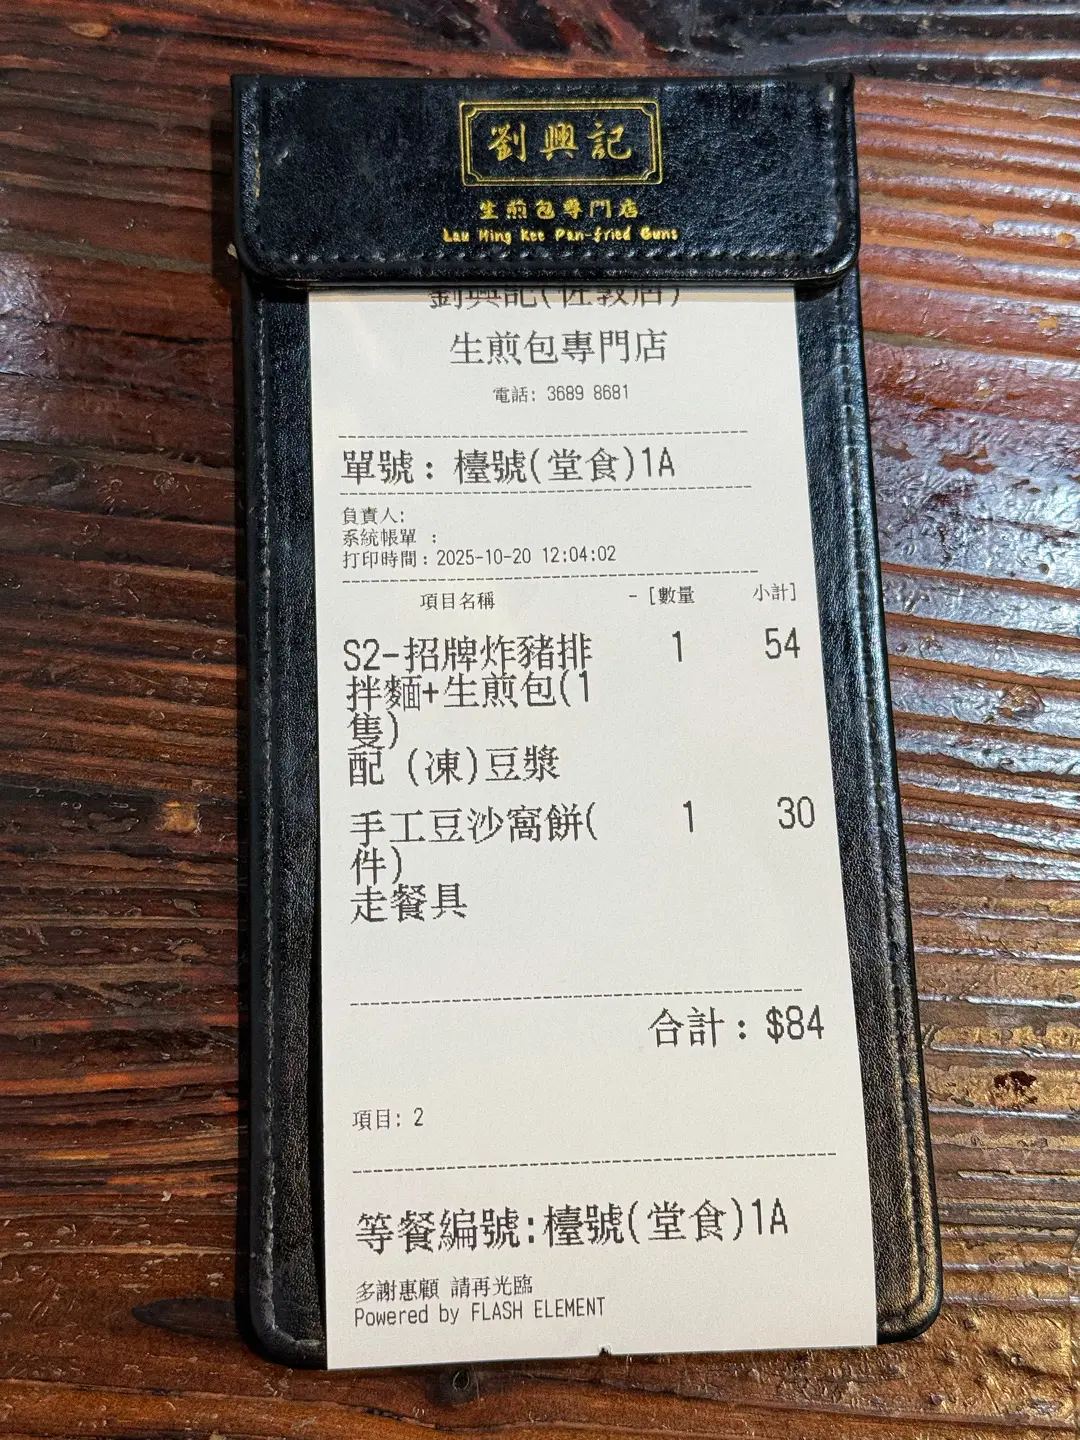 劉興記
生煎包專門店
Lau Hing Kee Pan-fried Buns
劉興記(佐敦店)
生煎包專門店
電話: 3689 8681
單號: 檯號(堂食)1A
負責人:
系統帳單 :
打印時間:2025-10-20 12:04:02
項目名稱 - [數量 小計]
S2-招牌炸豬排 1 54
拌麵+生煎包(1
隻)
配 (凍)豆漿
手工豆沙窩餅( 1 30
件)
走餐具
合計: $84
項目: 2
等餐編號:檯號(堂食)1A
多謝惠顧 請再光臨
Powered by FLASH ELEMENT